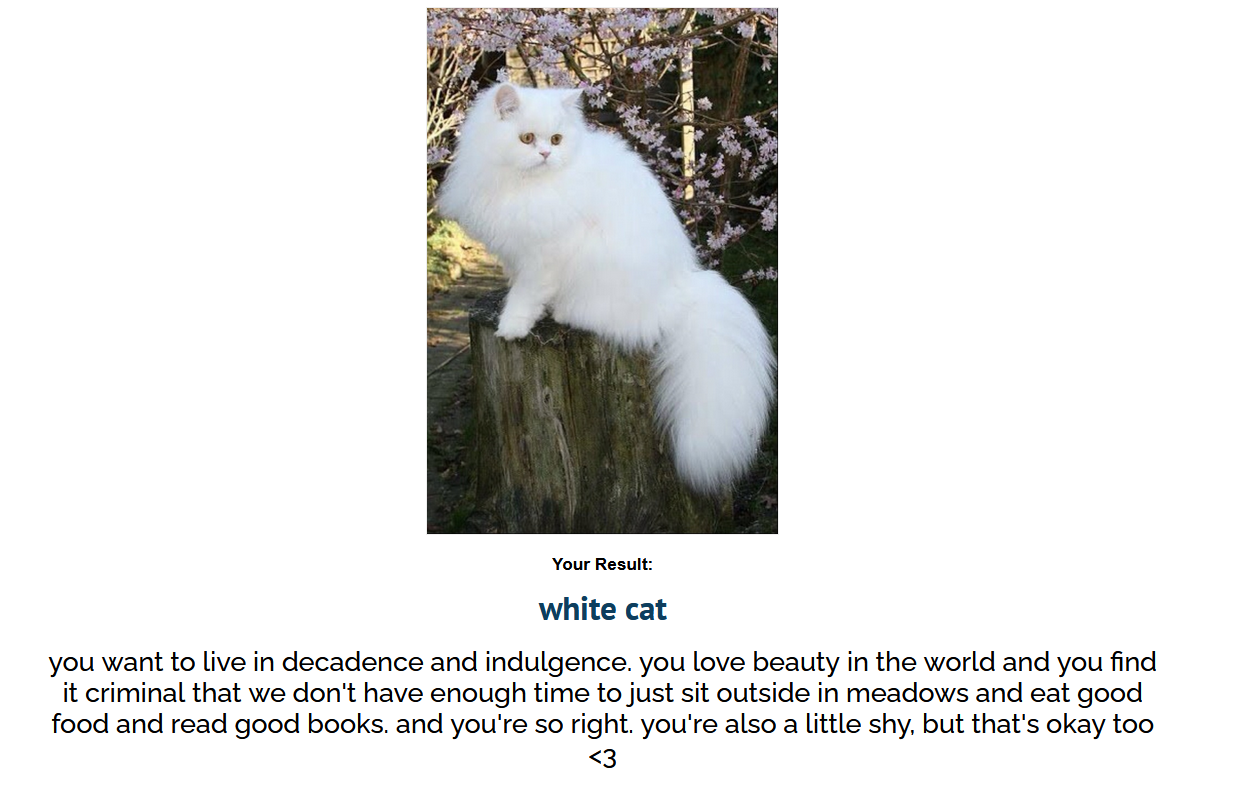 Your Result:
white cat
you want to live in decadence and indulgence. you love beauty in the world and you find
it criminal that we don't have enough time to just sit outside in meadows and eat good
food and read good books. and you're so right. you're also a little shy, but that's okay too
<3